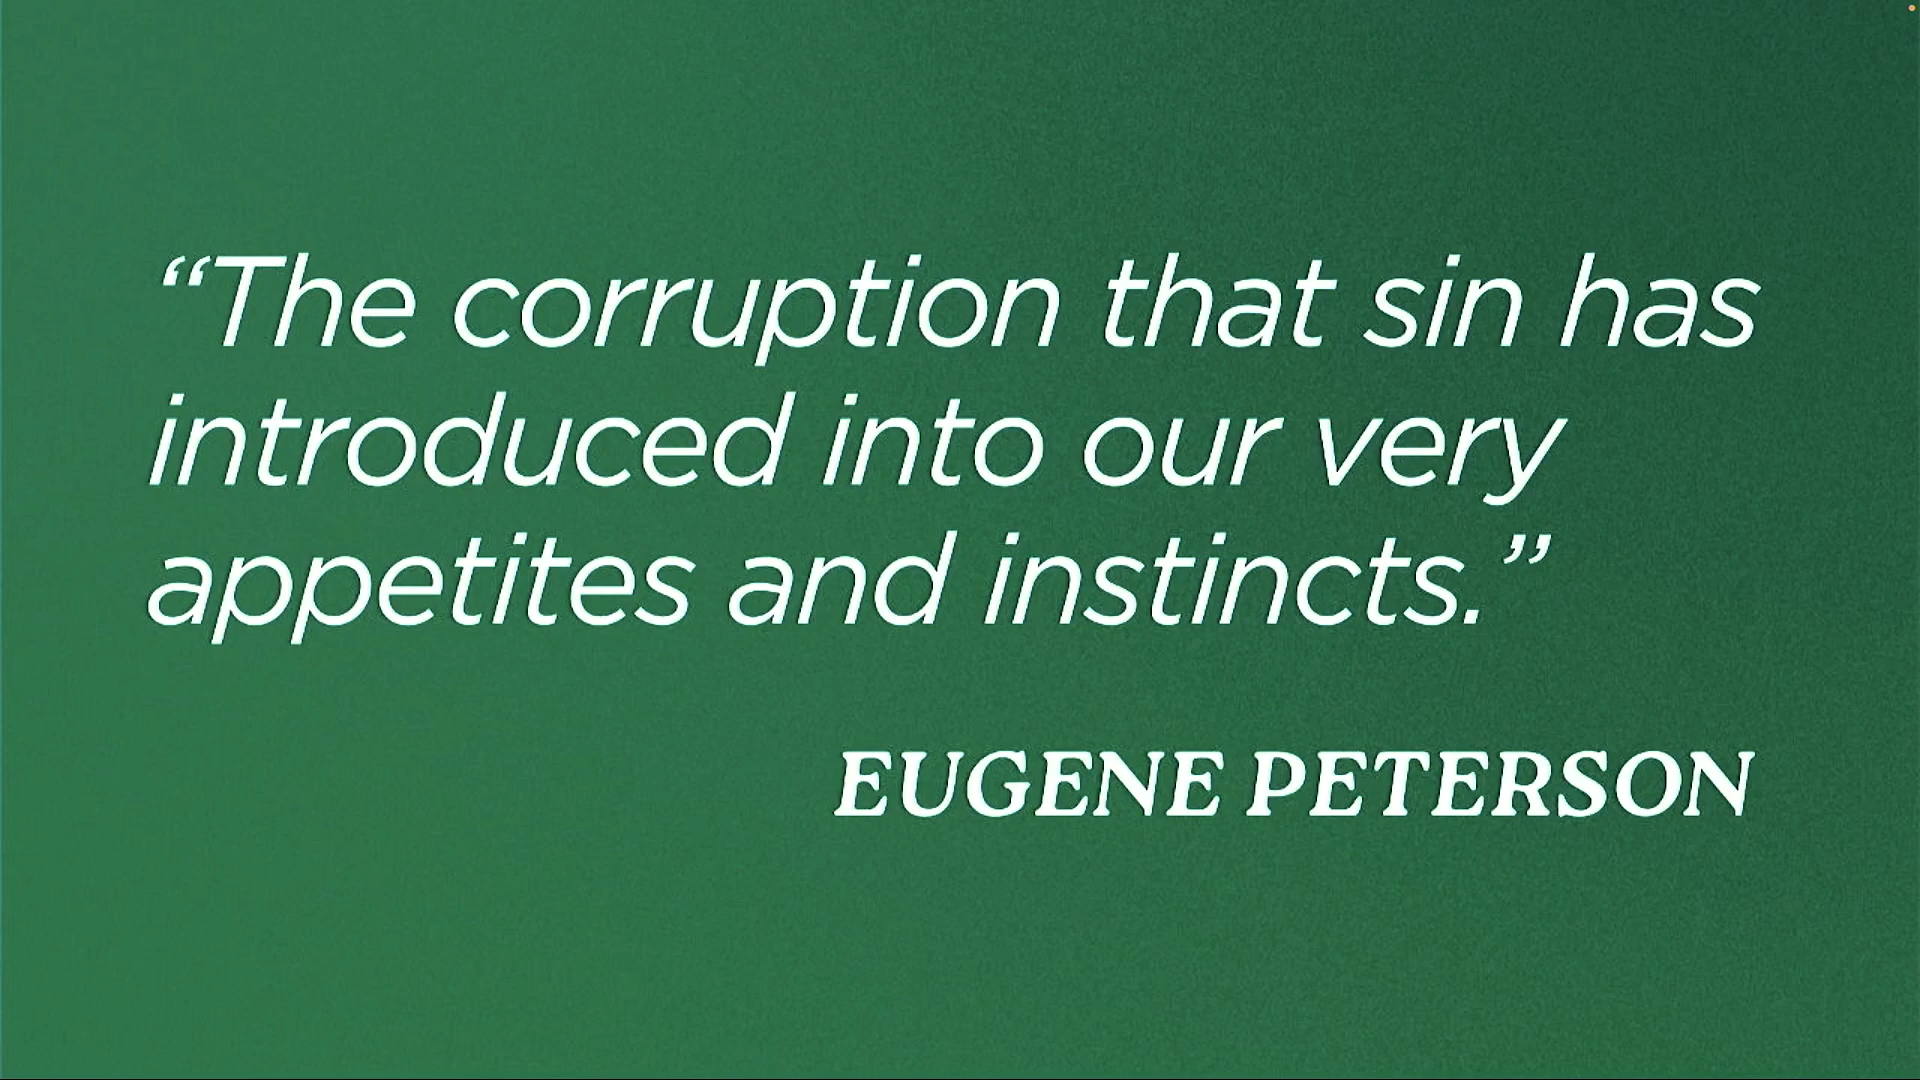 “The corruption that sin has
introduced into our very
appetites and instincts.”
EUGENE PETERSON